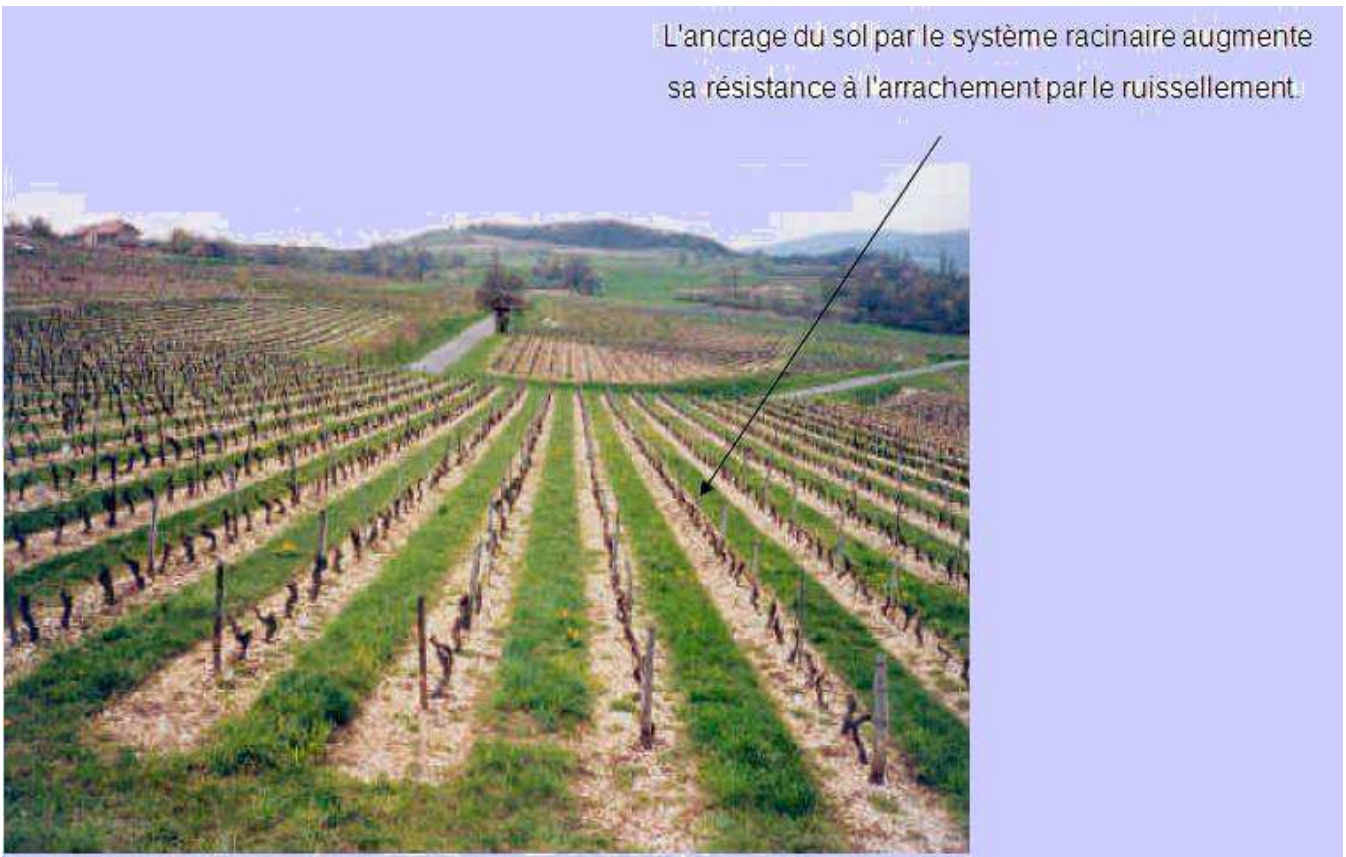 L'ancrage du sol par le système racinaire augmente
sa résistance à l'arrachement par le ruissellement.